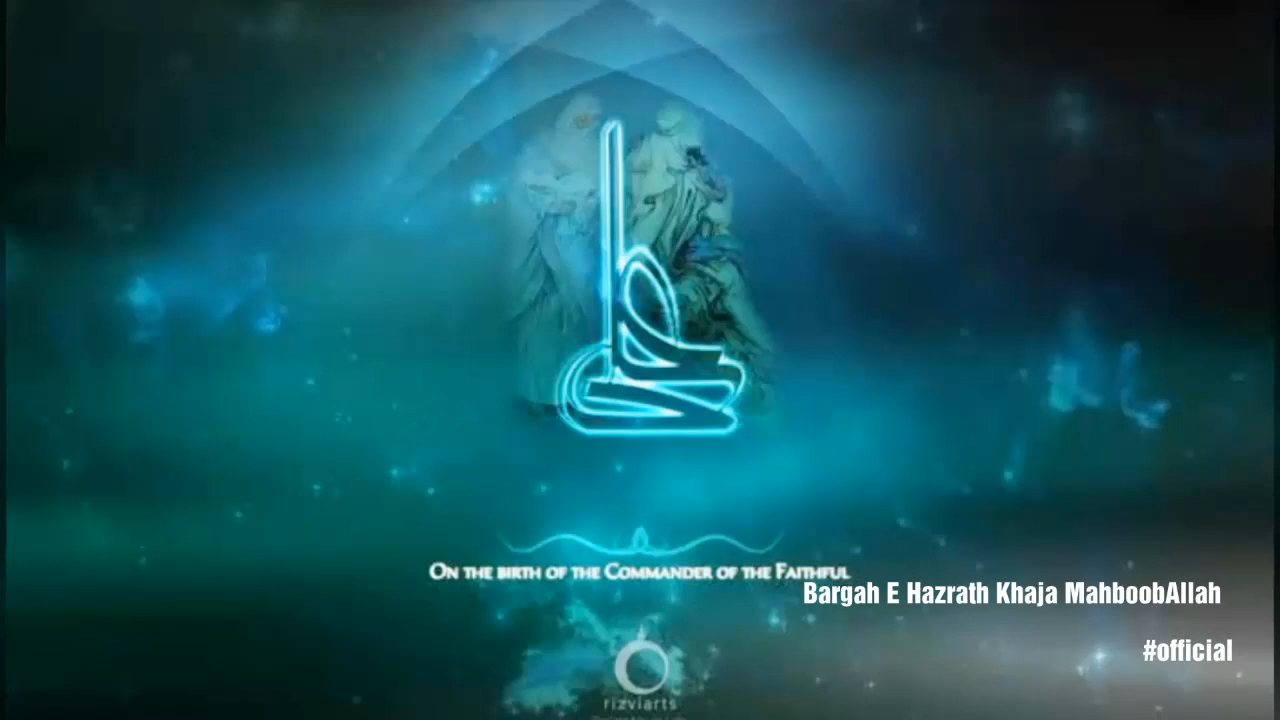 علي
ON THE BIRTH OF THE COMMANDER OF THE FAITHFUL
Bargah E Hazrath Khaja MahboobAllah
#official
rizviarts